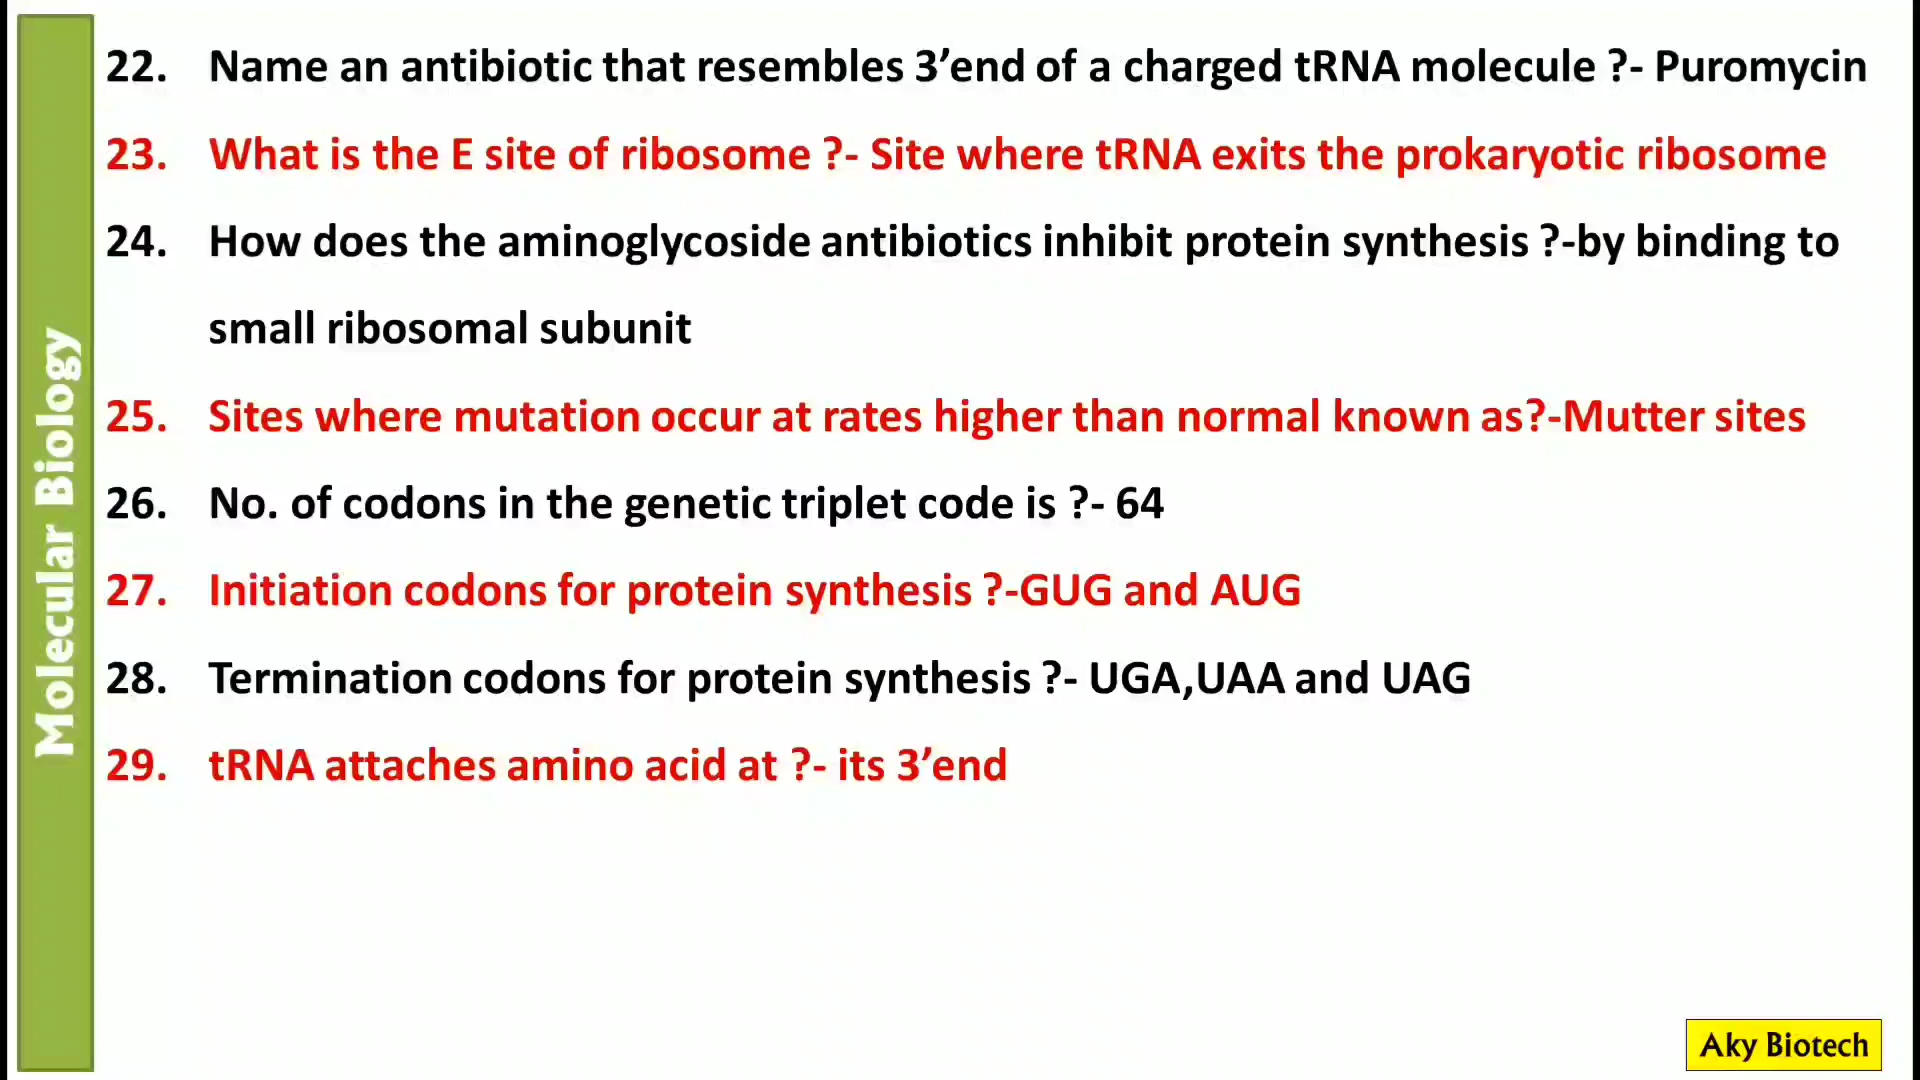 Molecular Biology
22. Name an antibiotic that resembles 3’end of a charged tRNA molecule ?- Puromycin
23. What is the E site of ribosome ?- Site where tRNA exits the prokaryotic ribosome
24. How does the aminoglycoside antibiotics inhibit protein synthesis ?-by binding to
small ribosomal subunit
25. Sites where mutation occur at rates higher than normal known as?-Mutter sites
26. No. of codons in the genetic triplet code is ?- 64
27. Initiation codons for protein synthesis ?-GUG and AUG
28. Termination codons for protein synthesis ?- UGA,UAA and UAG
29. tRNA attaches amino acid at ?- its 3’end
Aky Biotech